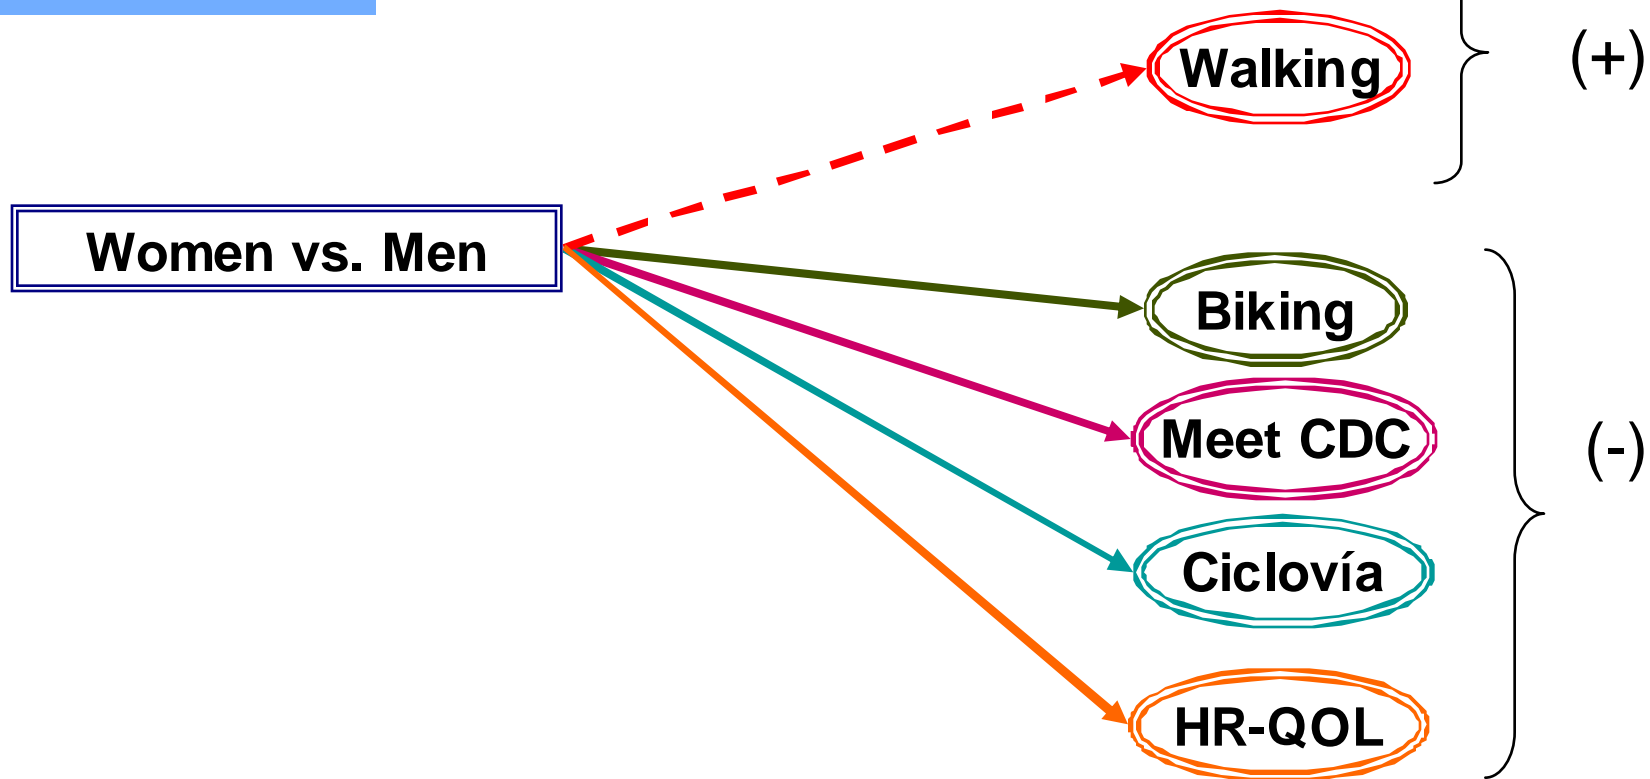 Walking
(+)
Women vs. Men
Biking
Meet CDC
(-)
Ciclovía
HR-QOL